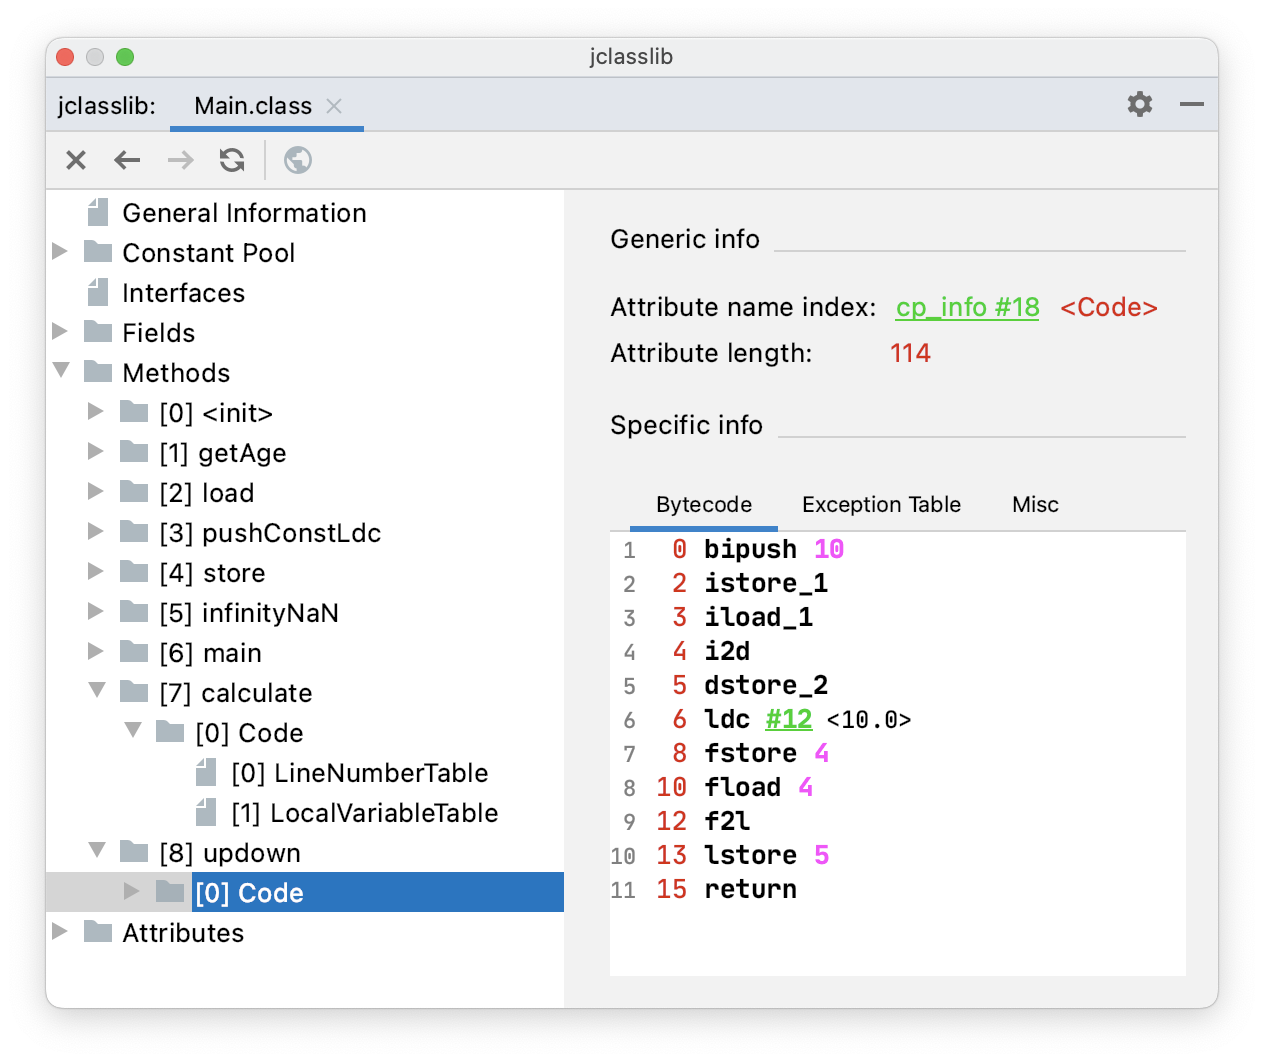 jclasslib
jclasslib: Main.class
General Information
Constant Pool
Interfaces
Fields
Methods
[0] <init>
[1] getAge
[2] load
[3] pushConstLdc
[4] store
[5] infinityNaN
[6] main
[7] calculate
[0] Code
[0] LineNumberTable
[1] LocalVariableTable
[8] updown
[0] Code
Attributes
Generic info
Attribute name index: cp_info #18 <Code>
Attribute length: 114
Specific info
Bytecode Exception Table Misc
1 0 bipush 10
2 2 istore_1
3 3 iload_1
4 4 i2d
5 5 dstore_2
6 6 ldc #12 <10.0>
7 8 fstore 4
8 10 fload 4
9 12 f2l
10 13 lstore 5
11 15 return